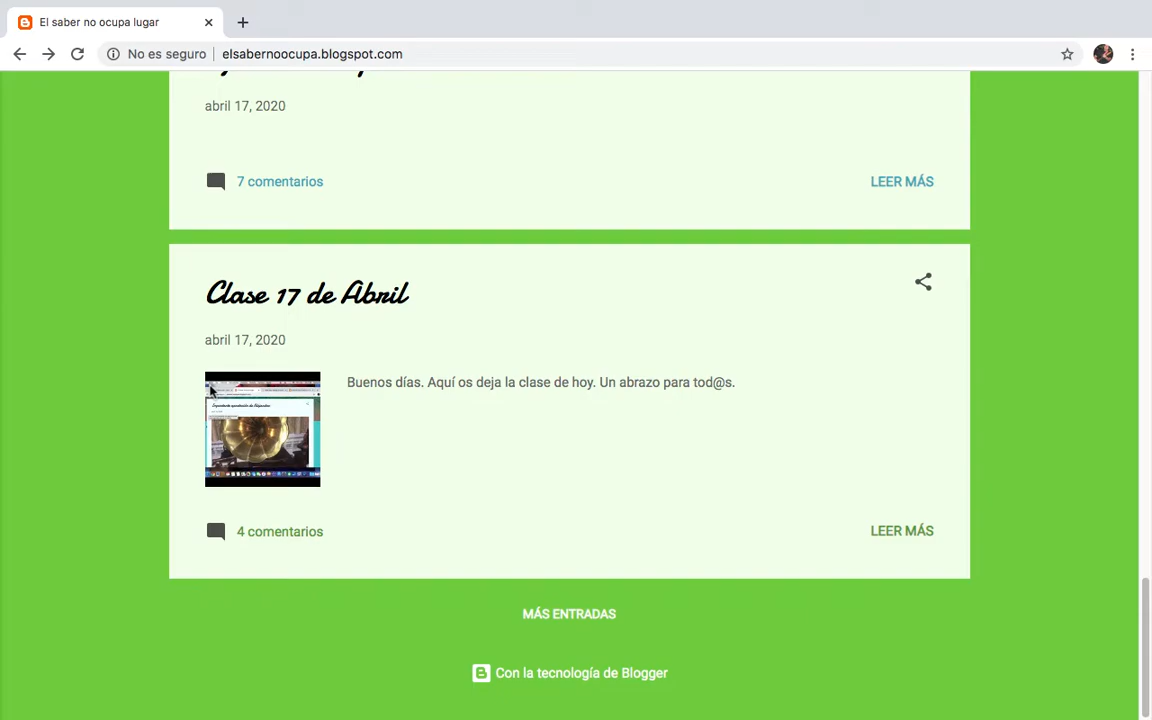 El saber no ocupa lugar
No es seguro
elsabernoocupa.blogspot.com
abril 17, 2020
7 comentarios
LEER MÁS
Clase 17 de Abril
abril 17, 2020
Buenos días. Aquí os deja la clase de hoy. Un abrazo para tod@s.
4 comentarios
LEER MÁS
MÁS ENTRADAS
Con la tecnología de Blogger